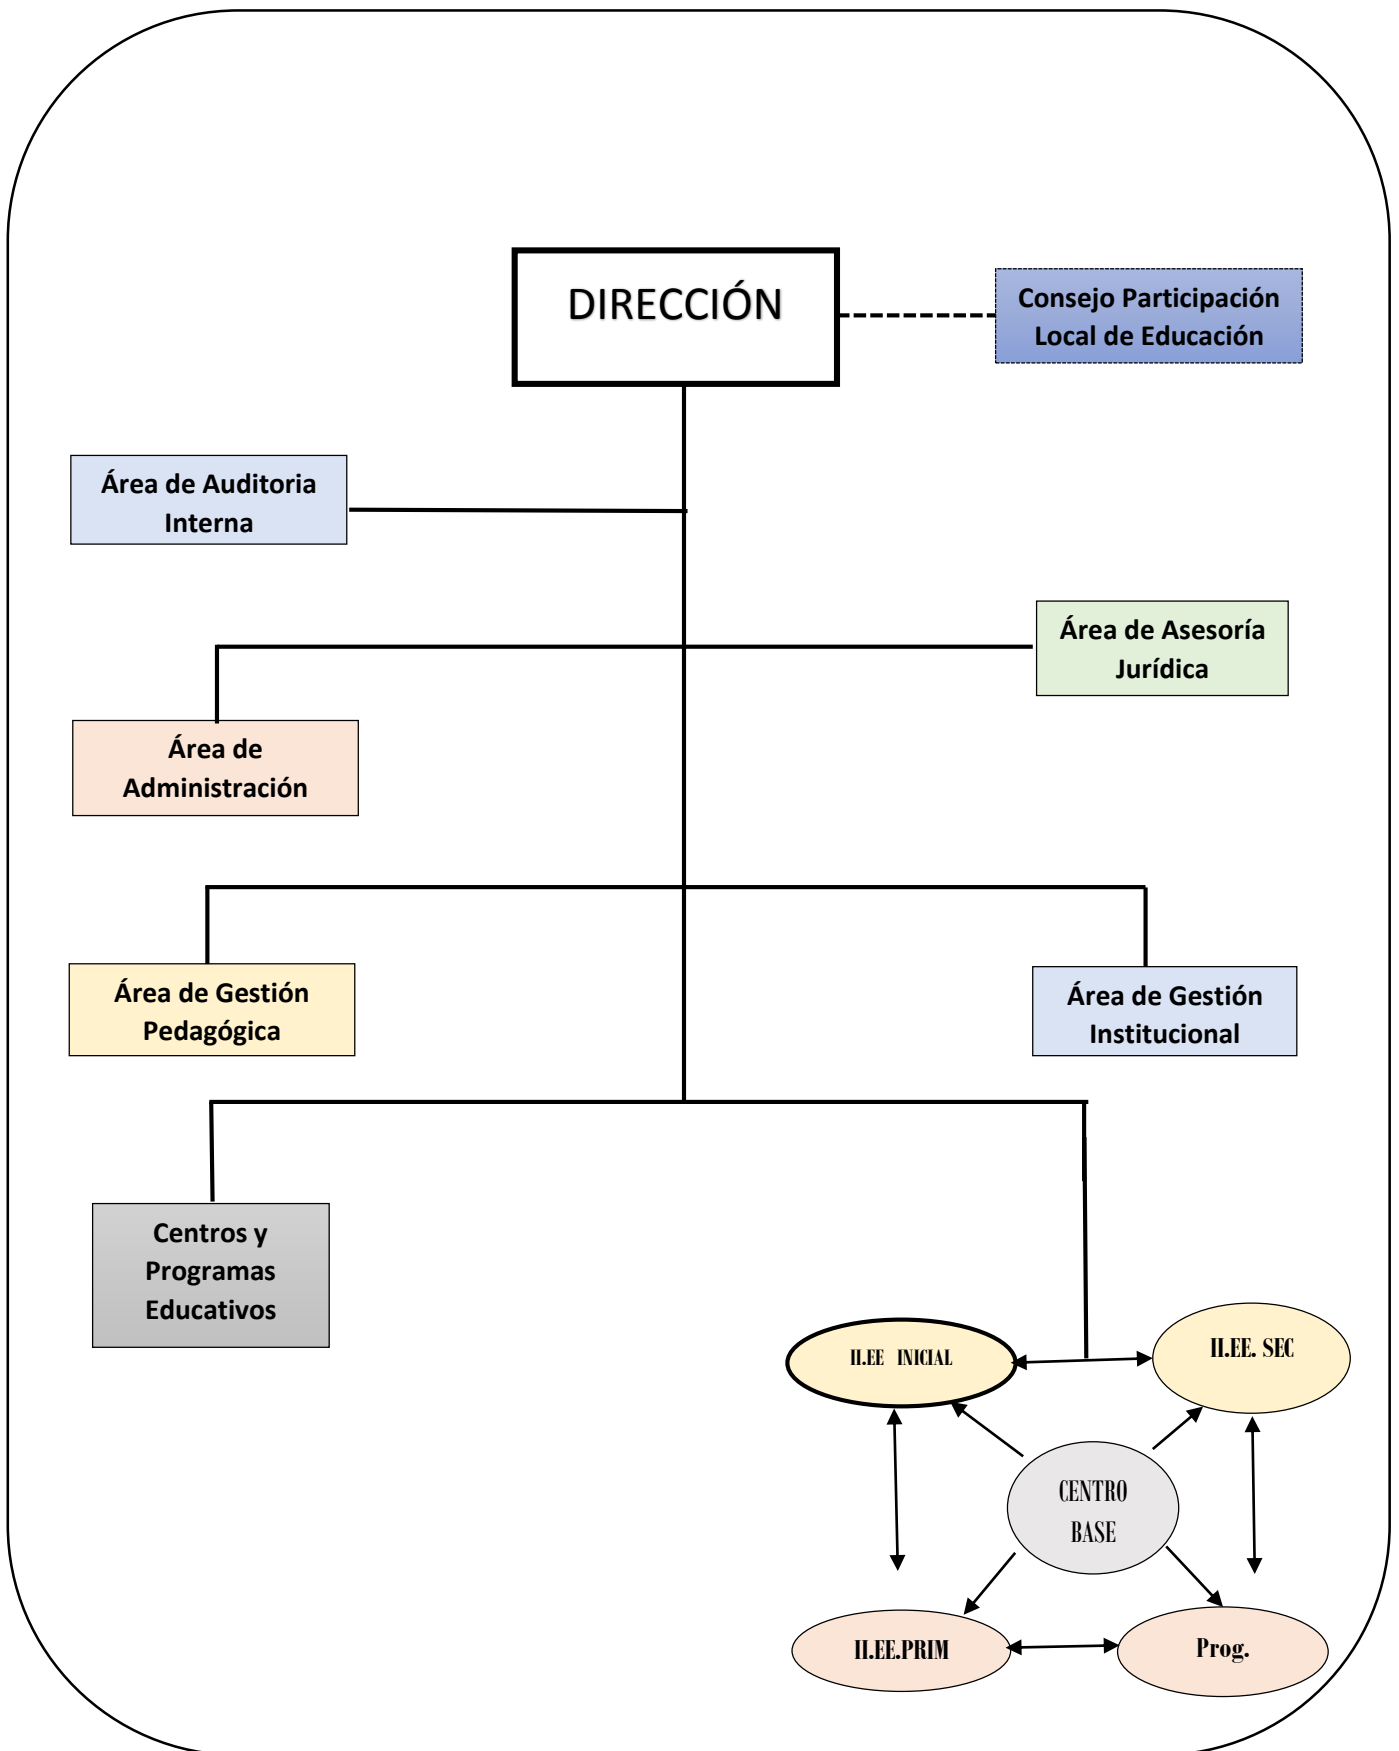 DIRECCIÓN
Consejo Participación
Local de Educación
Área de Auditoria
Interna
Área de Asesoría
Jurídica
Área de
Administración
Área de Gestión
Pedagógica
Área de Gestión
Institucional
Centros y
Programas
Educativos
II.EE INICIAL
II.EE. SEC
CENTRO
BASE
II.EE.PRIM
Prog.